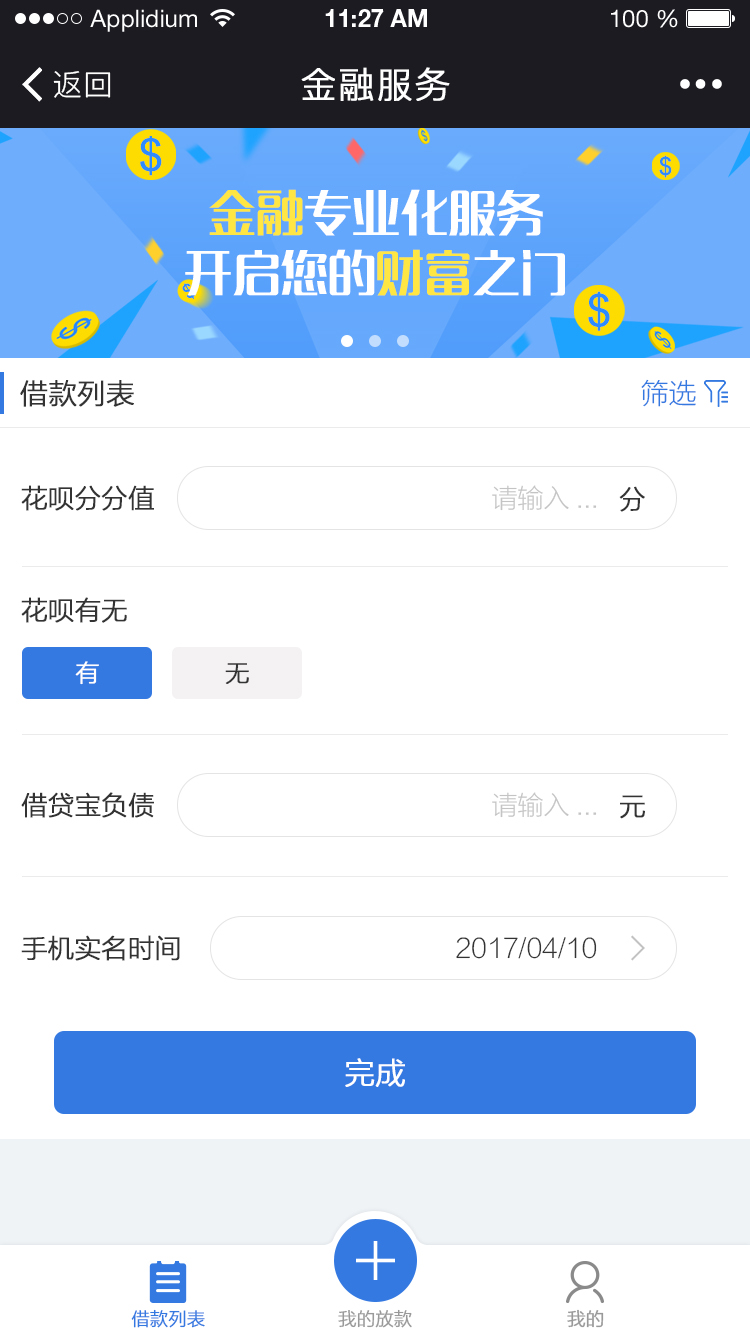 Applidium 11:27 AM 100 %
返回 金融服务
金融专业化服务
开启您的财富之门
借款列表 筛选
花呗分分值 请输入 ... 分
花呗有无
有 无
借贷宝负债 请输入 ... 元
手机实名时间 2017/04/10
完成
借款列表 我的放款 我的